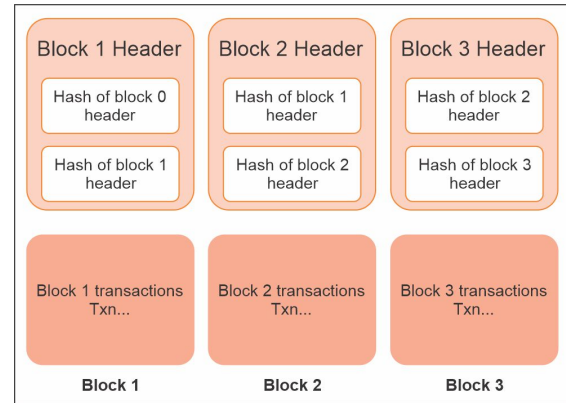 Block 1 Header
Hash of block 0
header
Hash of block 1
header
Block 1 transactions
Txn...
Block 1
Block 2 Header
Hash of block 1
header
Hash of block 2
header
Block 2 transactions
Txn...
Block 2
Block 3 Header
Hash of block 2
header
Hash of block 3
header
Block 3 transactions
Txn...
Block 3